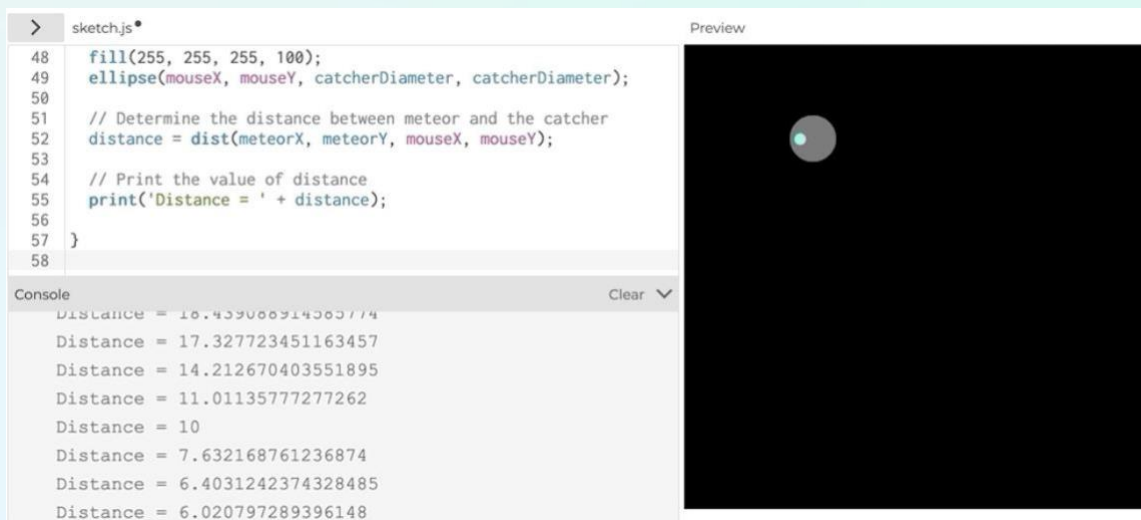 > sketch.js•
Preview
48 fill(255, 255, 255, 100);
49 ellipse(mouseX, mouseY, catcherDiameter, catcherDiameter);
50
51 // Determine the distance between meteor and the catcher
52 distance = dist(meteorX, meteorY, mouseX, mouseY);
53
54 // Print the value of distance
55 print('Distance = ' + distance);
56
57 }
58
Console Clear
Distance = 18.439088914585774
Distance = 17.327723451163457
Distance = 14.212670403551895
Distance = 11.01135777277262
Distance = 10
Distance = 7.632168761236874
Distance = 6.4031242374328485
Distance = 6.020797289396148